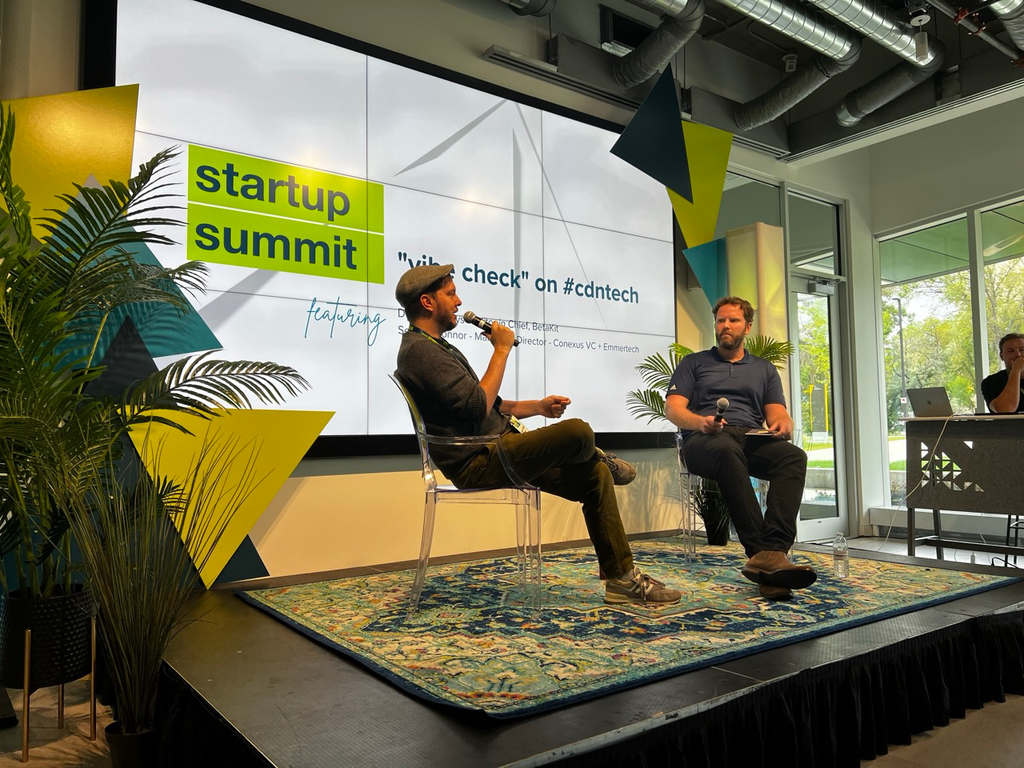 startup
summit
"vibe check" on #cdntech
featuring
Chief, BetaKit
Director - Conexus VC + Emmertech